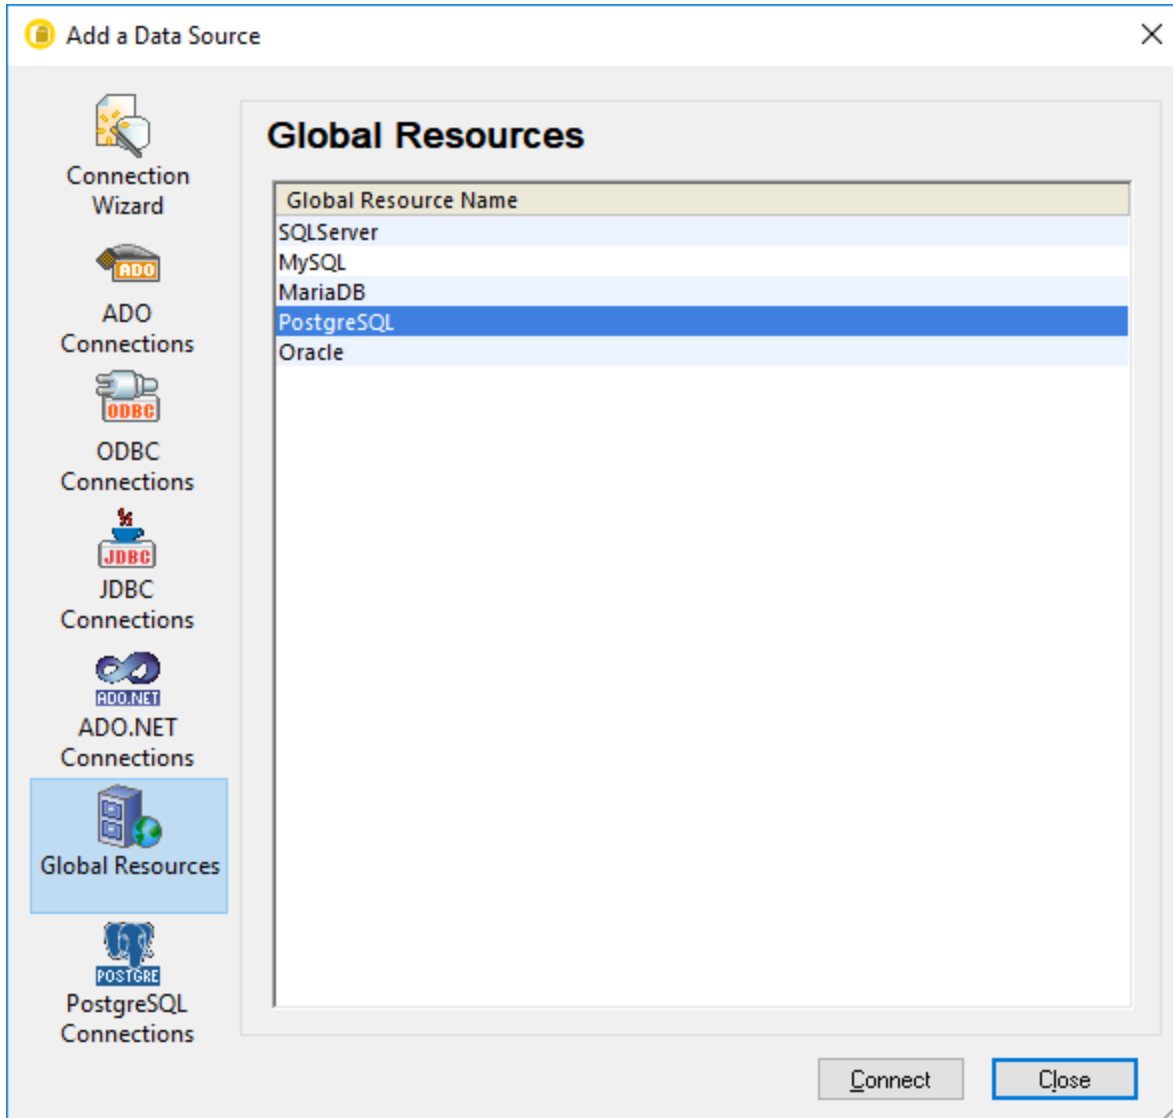 Add a Data Source
Connection
Wizard
ADO
ADO
Connections
ODBC
ODBC
Connections
JDBC
JDBC
Connections
ADO.NET
ADO.NET
Connections
Global Resources
POSTGRE
PostgreSQL
Connections
Global Resources
Global Resource Name
SQLServer
MySQL
MariaDB
PostgreSQL
Oracle
Connect
Close